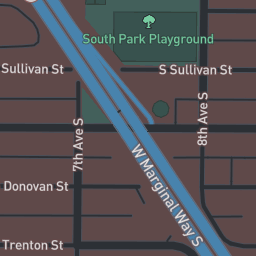 South Park Playground
Sullivan St
S Sullivan St
8th Ave S
7th Ave S
W Marginal Way S
Donovan St
Trenton St